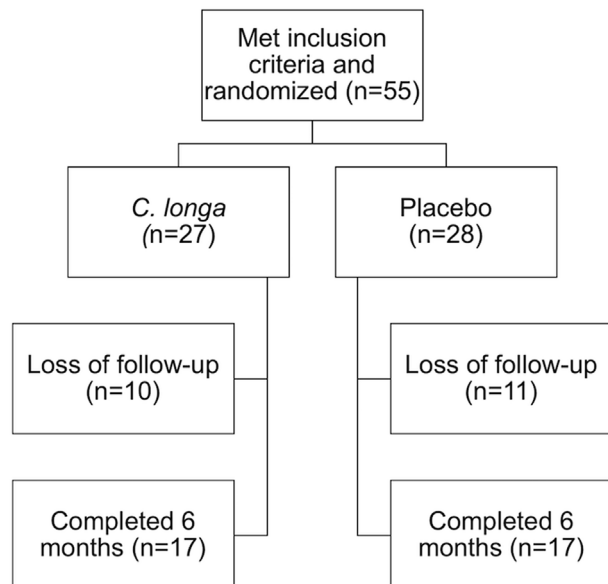 Met inclusion
criteria and
randomized (n=55)
C. longa
(n=27)
Placebo
(n=28)
Loss of follow-up
(n=10)
Loss of follow-up
(n=11)
Completed 6
months (n=17)
Completed 6
months (n=17)